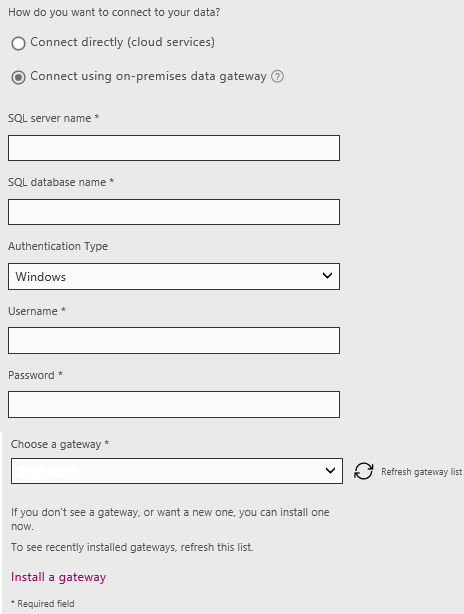 How do you want to connect to your data?
Connect directly (cloud services)
Connect using on-premises data gateway ?
SQL server name *
SQL database name *
Authentication Type
Windows
Username *
Password *
Choose a gateway *
Refresh gateway list
If you don't see a gateway, or want a new one, you can install one
now.
To see recently installed gateways, refresh this list.
Install a gateway
* Required field